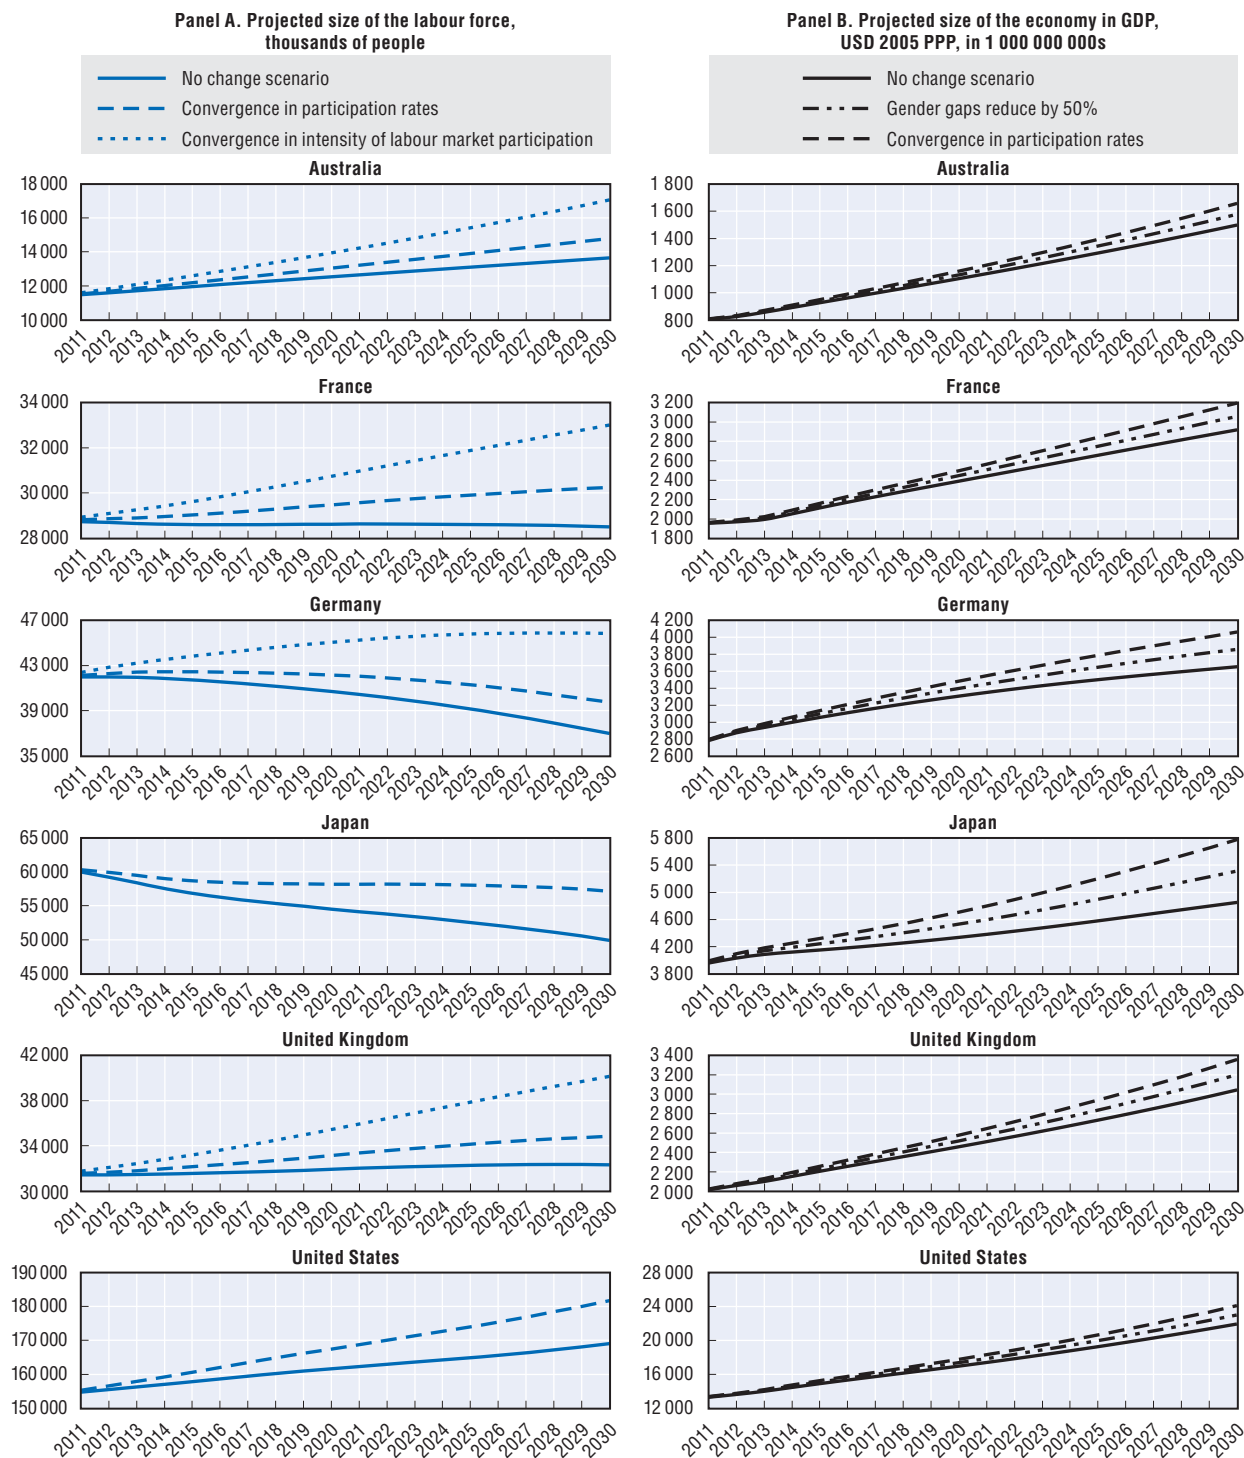 Panel A. Projected size of the labour force,
thousands of people
No change scenario
Convergence in participation rates
Convergence in intensity of labour market participation
Australia
18 000
16 000
14 000
12 000
10 000
2011 2012 2013 2014 2015 2016 2017 2018 2019 2020 2021 2022 2023 2024 2025 2026 2027 2028 2029 2030
France
34 000
32 000
30 000
28 000
2011 2012 2013 2014 2015 2016 2017 2018 2019 2020 2021 2022 2023 2024 2025 2026 2027 2028 2029 2030
Germany
47 000
43 000
39 000
35 000
2011 2012 2013 2014 2015 2016 2017 2018 2019 2020 2021 2022 2023 2024 2025 2026 2027 2028 2029 2030
Japan
65 000
60 000
55 000
50 000
45 000
2011 2012 2013 2014 2015 2016 2017 2018 2019 2020 2021 2022 2023 2024 2025 2026 2027 2028 2029 2030
United Kingdom
42 000
38 000
34 000
30 000
2011 2012 2013 2014 2015 2016 2017 2018 2019 2020 2021 2022 2023 2024 2025 2026 2027 2028 2029 2030
United States
190 000
180 000
170 000
160 000
150 000
2011 2012 2013 2014 2015 2016 2017 2018 2019 2020 2021 2022 2023 2024 2025 2026 2027 2028 2029 2030
Panel B. Projected size of the economy in GDP,
USD 2005 PPP, in 1 000 000 000s
No change scenario
Gender gaps reduce by 50%
Convergence in participation rates
Australia
1 800
1 600
1 400
1 200
1 000
800
2011 2012 2013 2014 2015 2016 2017 2018 2019 2020 2021 2022 2023 2024 2025 2026 2027 2028 2029 2030
France
3 200
3 000
2 800
2 600
2 400
2 200
2 000
1 800
2011 2012 2013 2014 2015 2016 2017 2018 2019 2020 2021 2022 2023 2024 2025 2026 2027 2028 2029 2030
Germany
4 200
4 000
3 800
3 600
3 400
3 200
3 000
2 800
2 600
2011 2012 2013 2014 2015 2016 2017 2018 2019 2020 2021 2022 2023 2024 2025 2026 2027 2028 2029 2030
Japan
5 800
5 400
5 000
4 600
4 200
3 800
2011 2012 2013 2014 2015 2016 2017 2018 2019 2020 2021 2022 2023 2024 2025 2026 2027 2028 2029 2030
United Kingdom
3 400
3 200
3 000
2 800
2 600
2 400
2 200
2 000
2011 2012 2013 2014 2015 2016 2017 2018 2019 2020 2021 2022 2023 2024 2025 2026 2027 2028 2029 2030
United States
28 000
24 000
20 000
16 000
12 000
2011 2012 2013 2014 2015 2016 2017 2018 2019 2020 2021 2022 2023 2024 2025 2026 2027 2028 2029 2030